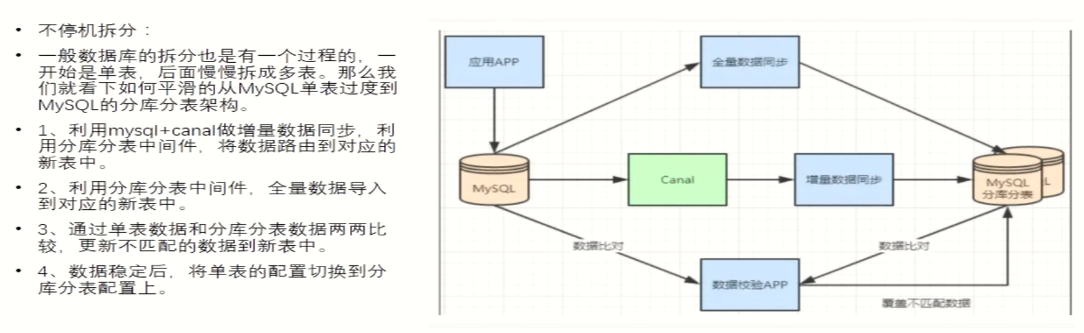 不停机拆分：
一般数据库的拆分也是有一个过程的，一
开始是单表，后面慢慢拆成多表。那么我
们就看下如何平滑的从MySQL单表过度到
MySQL的分库分表架构。
1、利用mysql+canal做增量数据同步，利
用分库分表中间件，将数据路由到对应的
新表中。
2、利用分库分表中间件，全量数据导入
到对应的新表中。
3、通过单表数据和分库分表数据两两比
较，更新不匹配的数据到新表中。
4、数据稳定后，将单表的配置切换到分
库分表配置上。
应用APP
全量数据同步
MySQL
Canal
增量数据同步
MySQL
分库分表
L
数据比对
数据比对
数据校验APP
覆盖不匹配数据